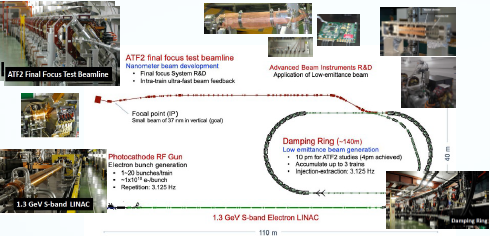 ATF2 Final Focus Test Beamline
ATF2 final focus test beamline
Nanometer beam development
• Final focus System R&D
• Intra-train ultra-fast beam feedback
Advanced Beam Instruments R&D
Application of Low-emittance beam
Focal point (IP)
Small beam of 37 nm in vertical (goal)
Damping Ring (~140m)
Low emittance beam generation
• 10 pm for ATF2 studies (4pm achieved)
• Accumulate up to 3 trains
• Injection-extraction: 3.125 Hz
40 m
Photocathode RF Gun
Electron bunch generation
• 1~20 bunches/train
• ~1x10¹⁰ e-/bunch
• Repetition: 3.125 Hz
1.3 GeV S-band LINAC
1.3 GeV S-band Electron LINAC
Damping Ring
110 m